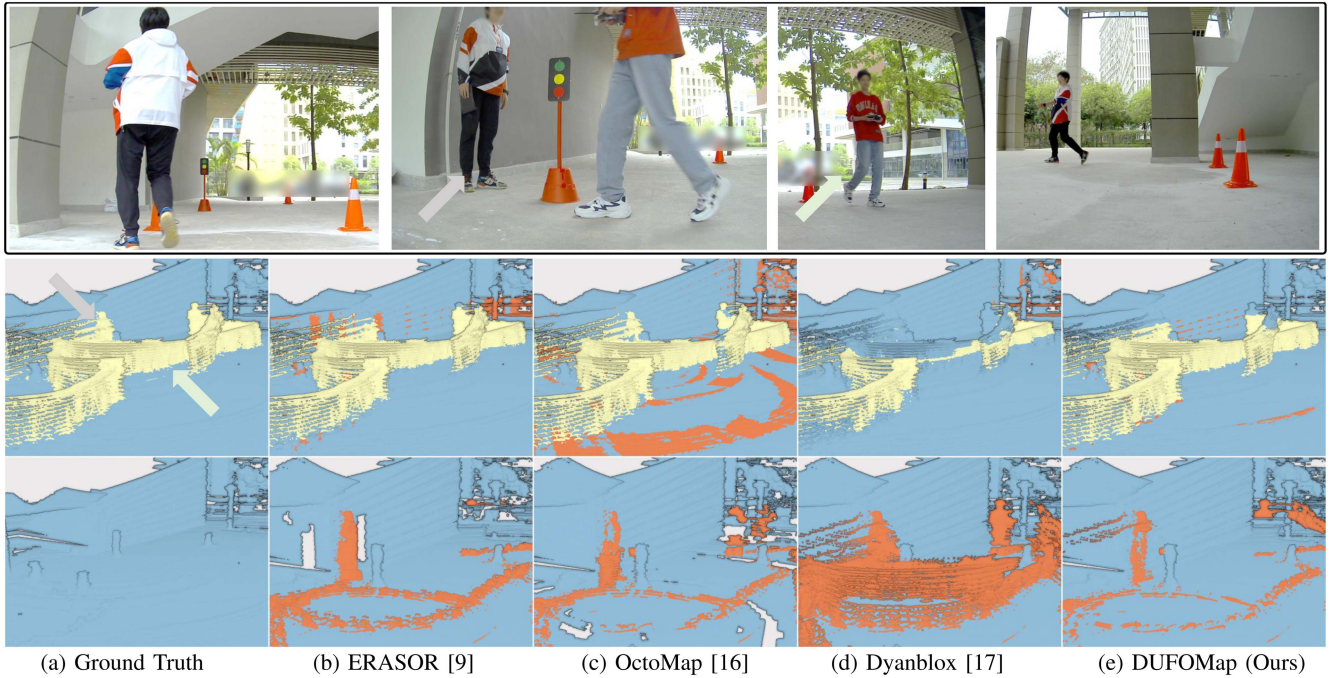 (a) Ground Truth
(b) ERASOR [9]
(c) OctoMap [16]
(d) Dyanblox [17]
(e) DUFOMap (Ours)